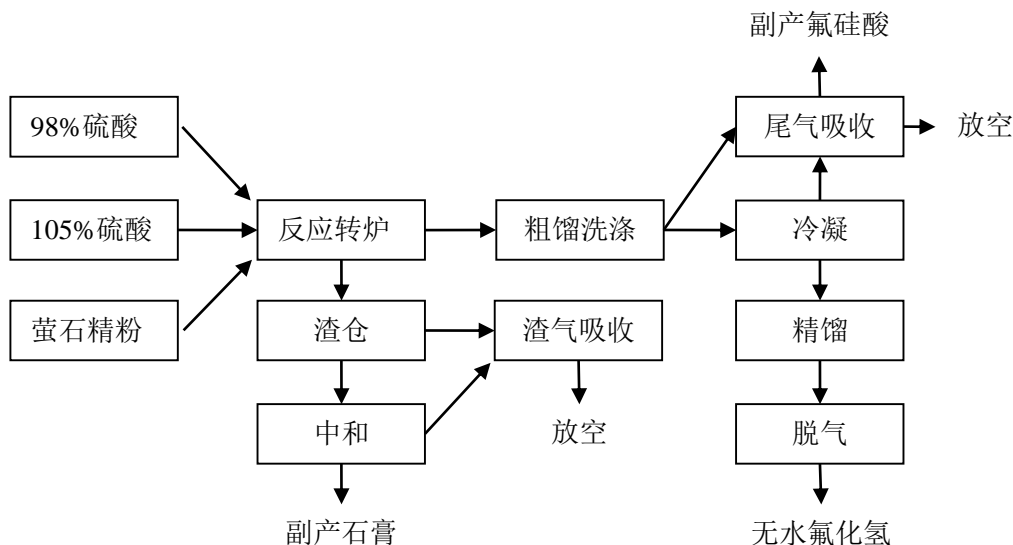 副产氟硅酸
98%硫酸
尾气吸收
放空
105%硫酸
反应转炉
粗馏洗涤
冷凝
萤石精粉
渣仓
渣气吸收
精馏
中和
放空
脱气
副产石膏
无水氟化氢